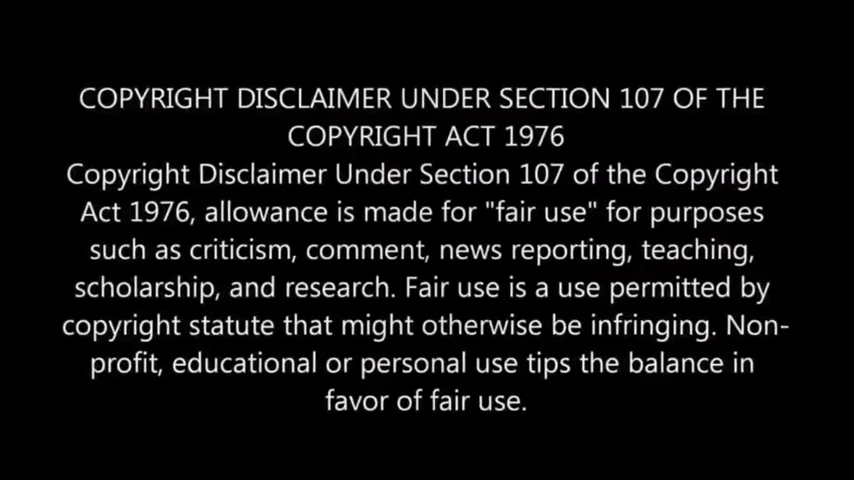 COPYRIGHT DISCLAIMER UNDER SECTION 107 OF THE
COPYRIGHT ACT 1976
Copyright Disclaimer Under Section 107 of the Copyright
Act 1976, allowance is made for "fair use" for purposes
such as criticism, comment, news reporting, teaching,
scholarship, and research. Fair use is a use permitted by
copyright statute that might otherwise be infringing. Non-
profit, educational or personal use tips the balance in
favor of fair use.